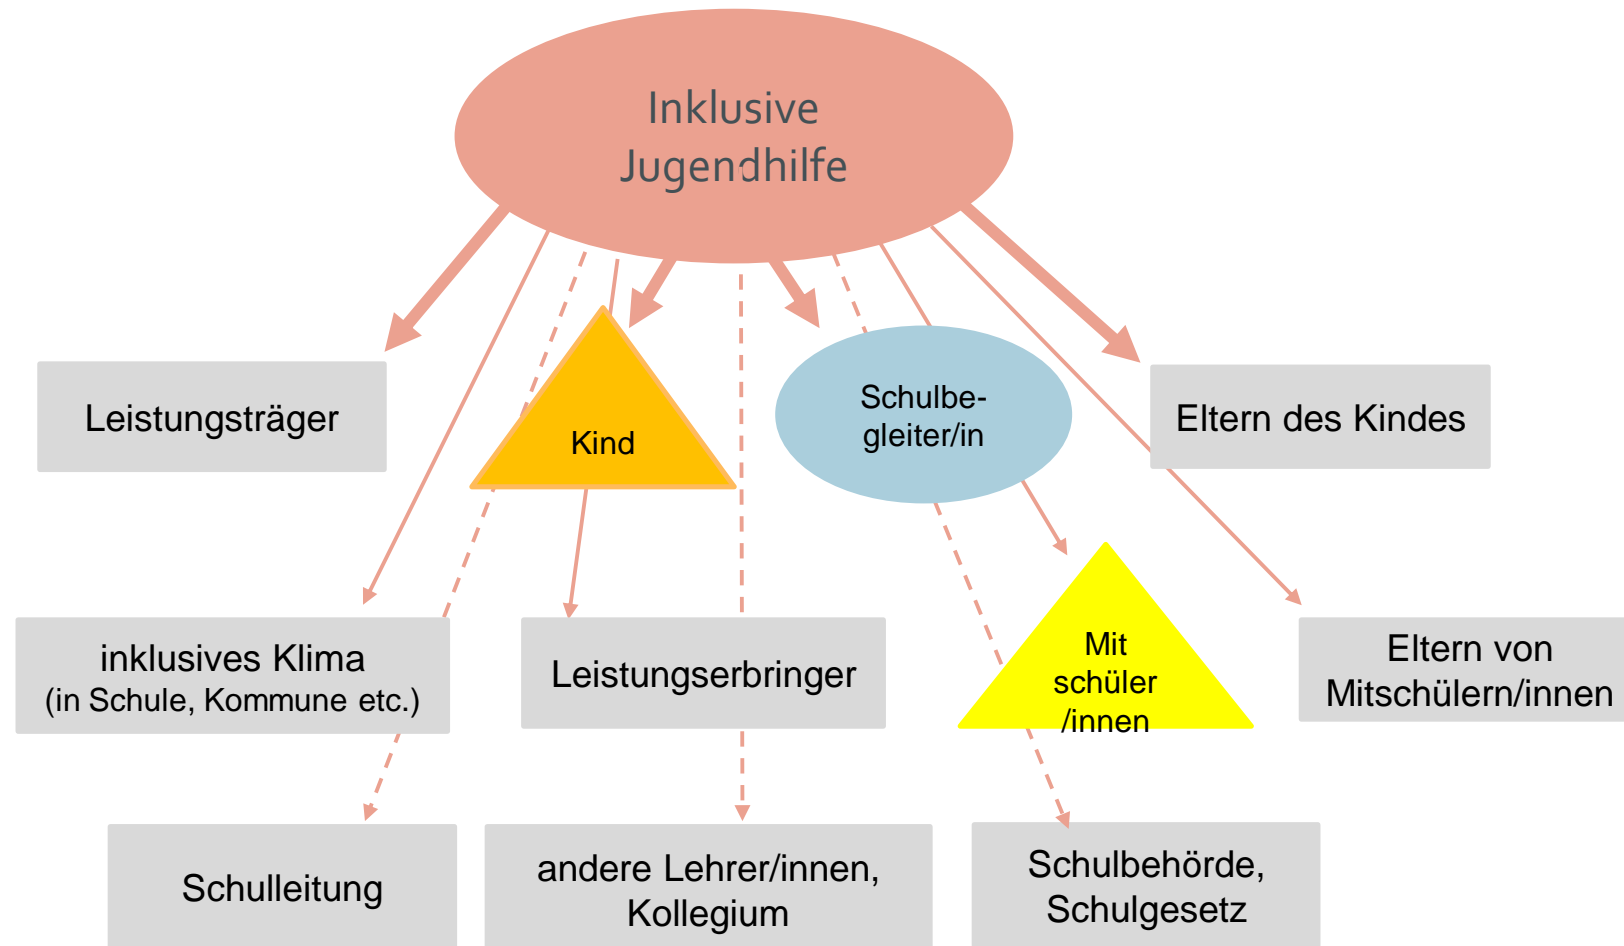 Inklusive
Jugendhilfe
Leistungsträger
Kind
Schulbe-
gleiter/in
Eltern des Kindes
inklusives Klima
(in Schule, Kommune etc.)
Leistungserbringer
Mit
schüler
/innen
Eltern von
Mitschülern/innen
Schulleitung
andere Lehrer/innen,
Kollegium
Schulbehörde,
Schulgesetz